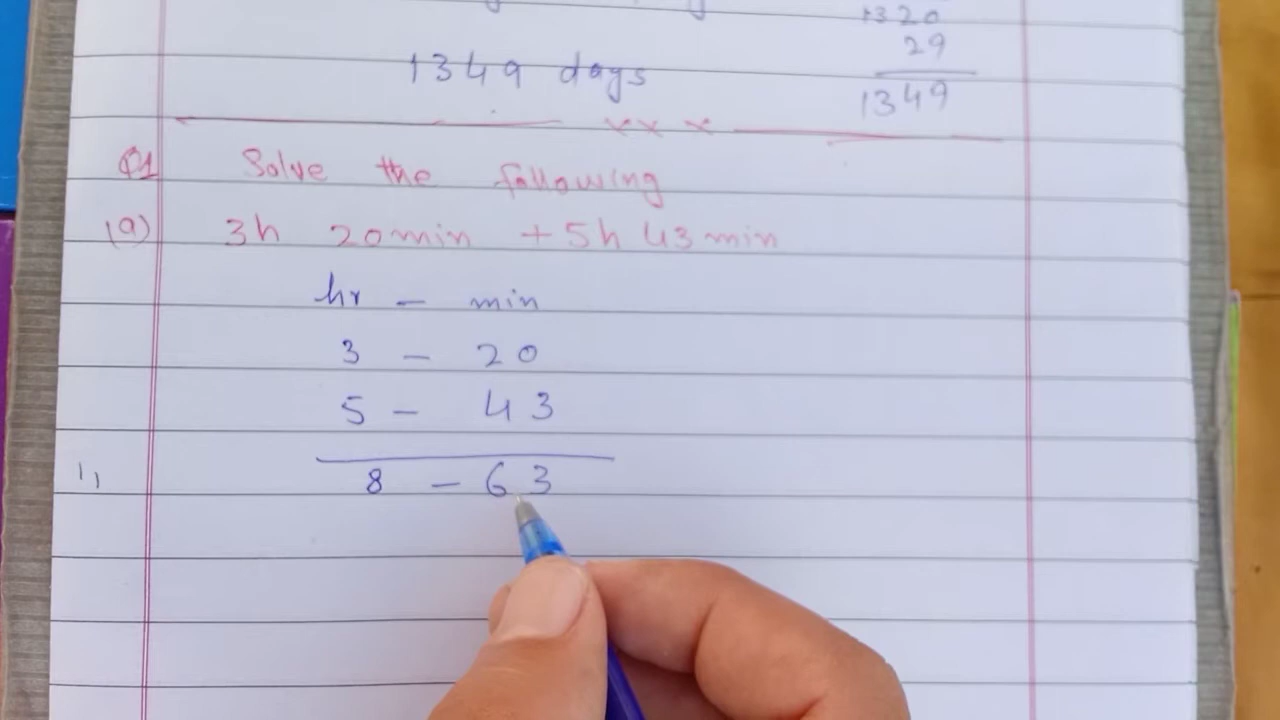 1320
29
1349 days
1349
x x x
Q1 Solve the following
(a) 3h 20min + 5h 43min
hr - min
3 - 20
5 - 43
8 - 63